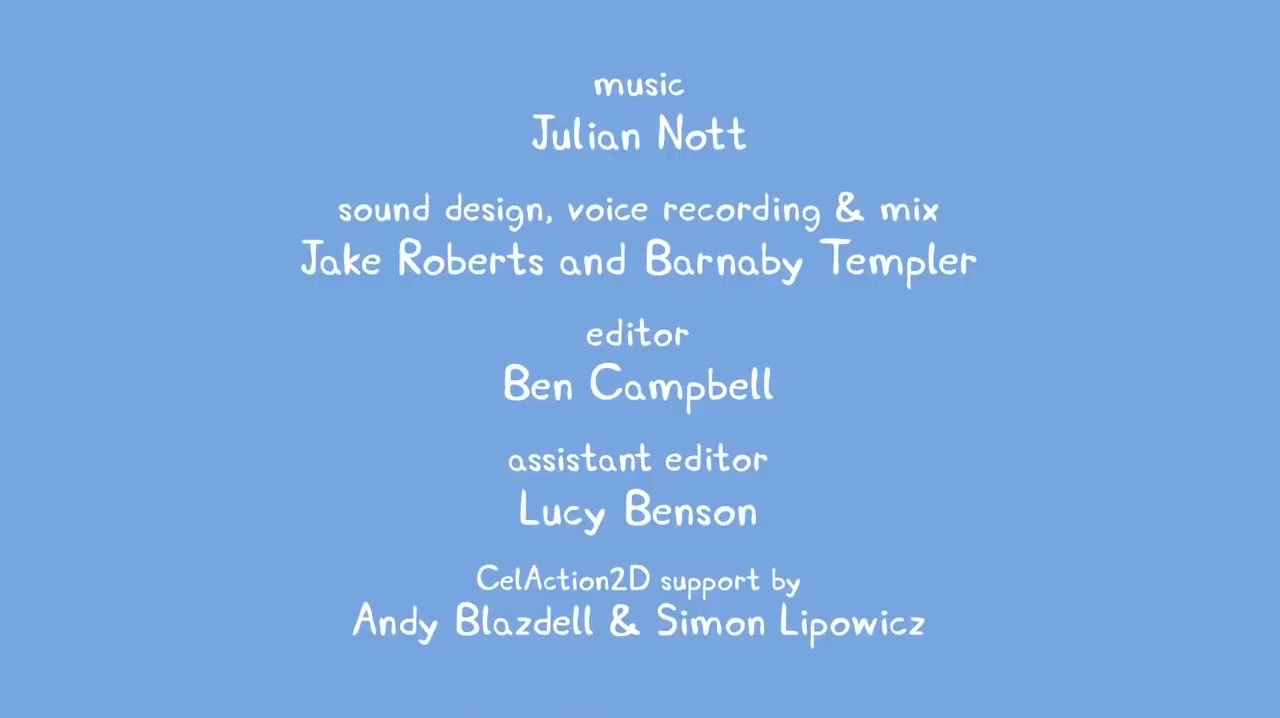 music
Julian Nott
sound design, voice recording & mix
Jake Roberts and Barnaby Templer
editor
Ben Campbell
assistant editor
Lucy Benson
CelAction2D support by
Andy Blazdell & Simon Lipowicz